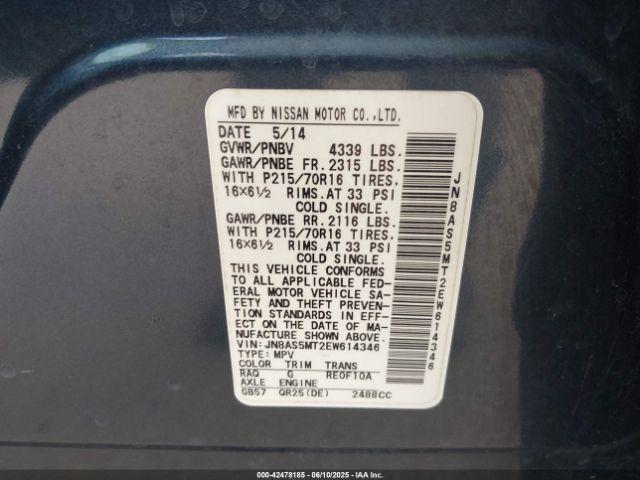 MFD BY NISSAN MOTOR CO.,LTD.
DATE 5/14
GVWR/PNBV 4339 LBS.
GAWR/PNBE FR. 2315 LBS.
WITH P215/70R16 TIRES,
16X6½ RIMS.AT 33 PSI
COLD SINGLE.
GAWR/PNBE RR. 2116 LBS.
WITH P215/70R16 TIRES,
16X6½ RIMS.AT 33 PSI
COLD SINGLE.
THIS VEHICLE CONFORMS
TO ALL APPLICABLE FED-
ERAL MOTOR VEHICLE SA-
FETY AND THEFT PREVEN-
TION STANDARDS IN EFF-
ECT ON THE DATE OF MA-
NUFACTURE SHOWN ABOVE.
VIN: JN8AS5MT2EW614346
TYPE: MPV
COLOR TRIM TRANS
RAQ G RE0F10A
AXLE ENGINE
GB57 QR25(DE) 2488CC
JN8AS5MT2EW614346
000-42478185 - 06/10/2025 - IAA Inc.